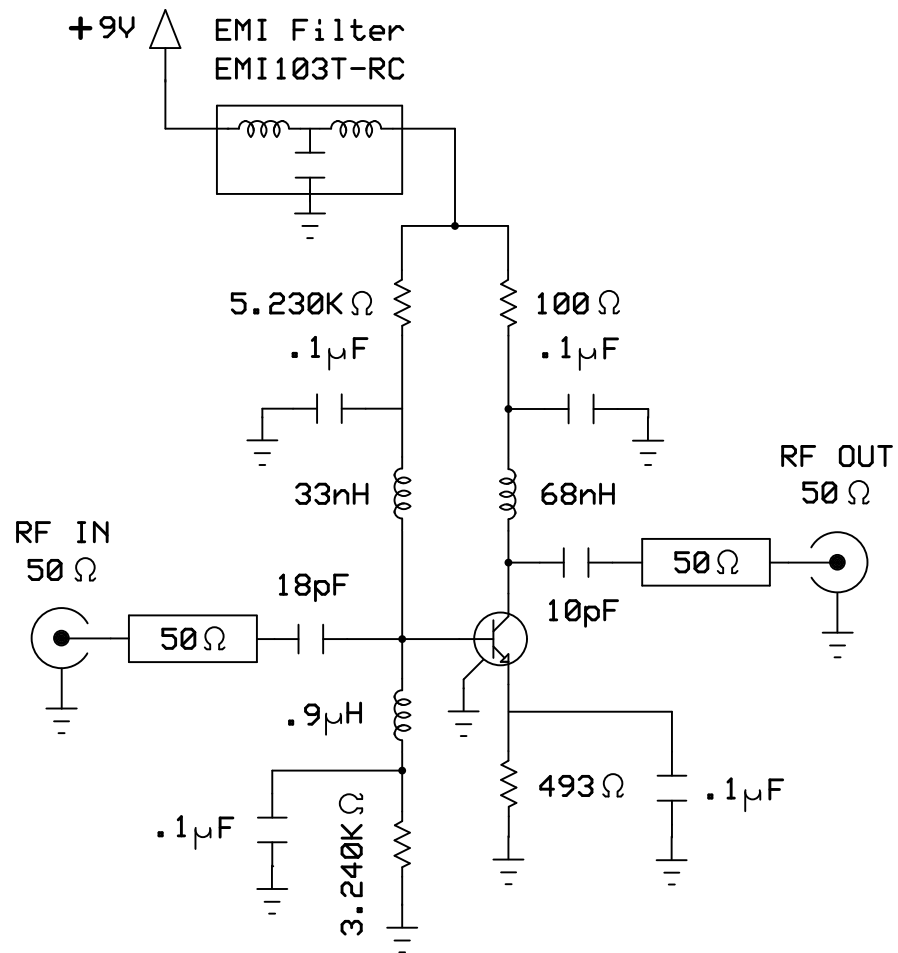 +9V
EMI Filter
EMI103T-RC
5.230KΩ
100Ω
.1µF
.1µF
33nH
68nH
RF OUT
50Ω
RF IN
50Ω
50Ω
18pF
10pF
50Ω
.9µH
493Ω
.1µF
.1µF
3.240KΩ